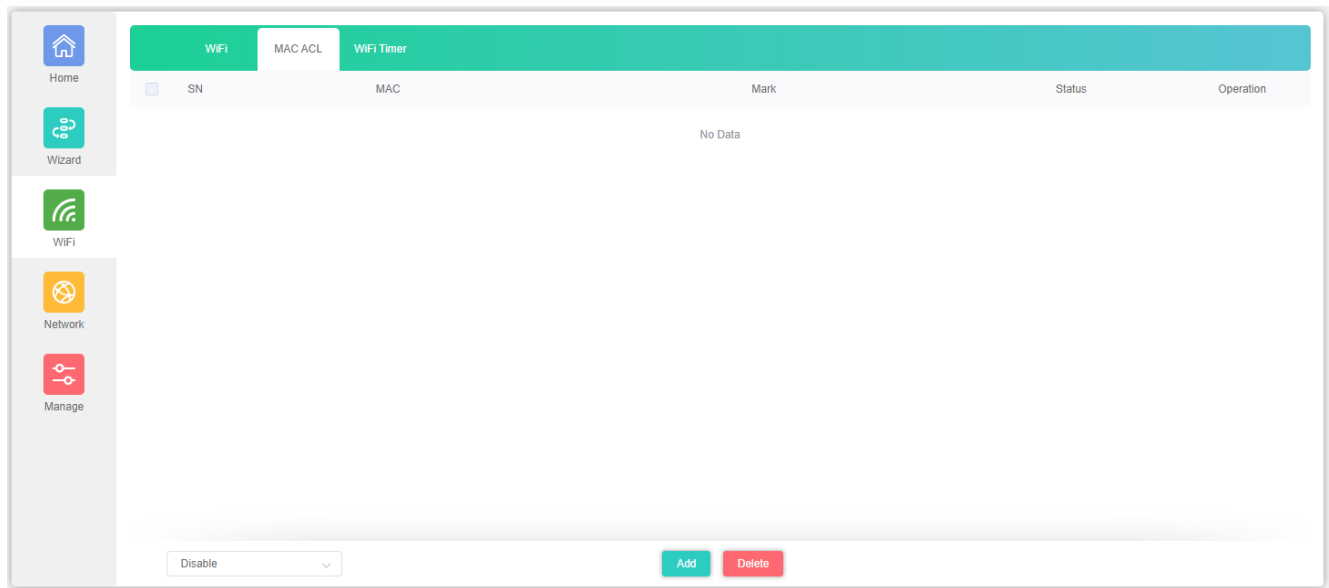 Home
Wizard
WiFi
Network
Manage
WiFi MAC ACL WiFi Timer
SN MAC Mark Status Operation
No Data
Disable Add Delete